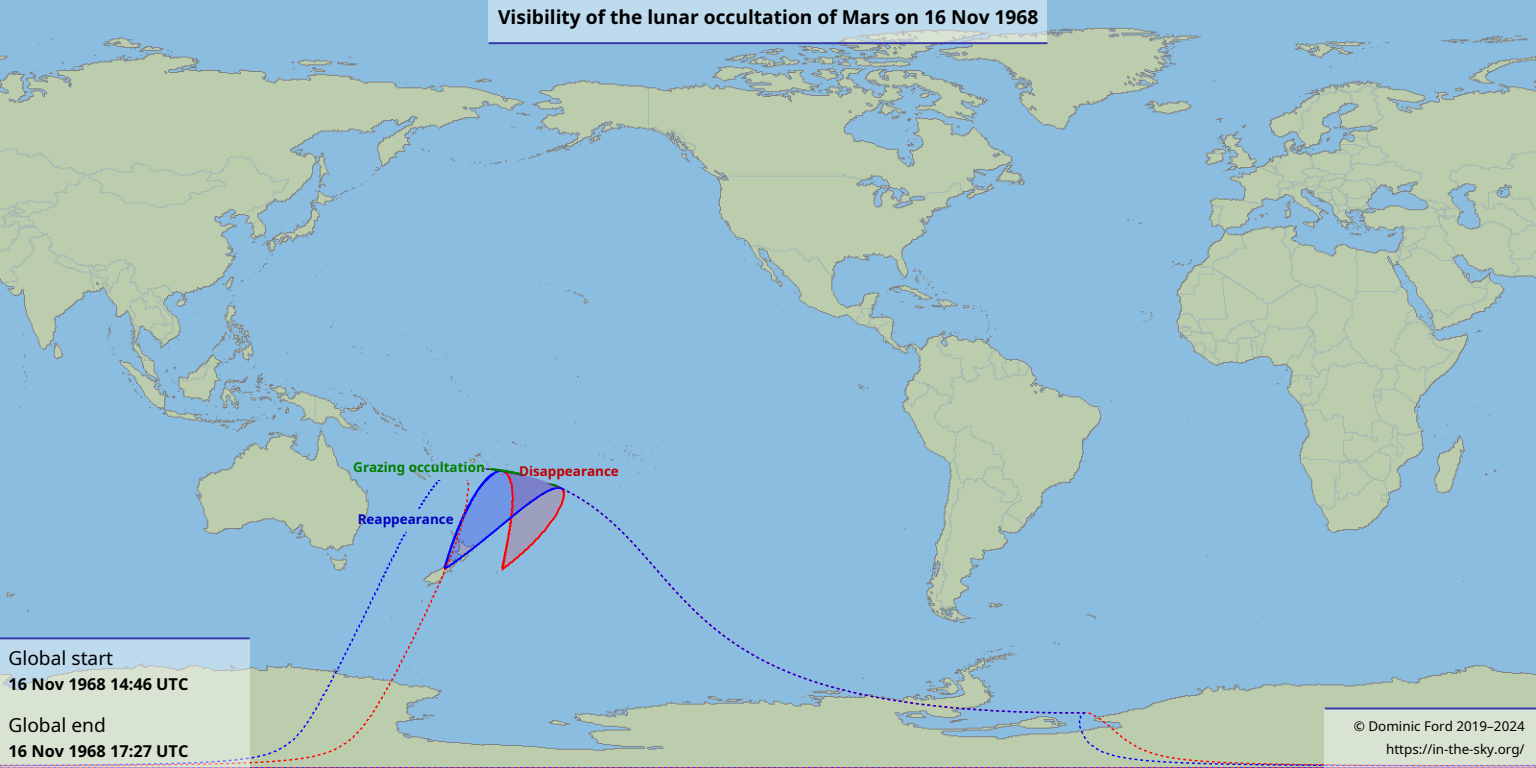 Visibility of the lunar occultation of Mars on 16 Nov 1968
Grazing occultation
Disappearance
Reappearance
Global start
16 Nov 1968 14:46 UTC
Global end
16 Nov 1968 17:27 UTC
© Dominic Ford 2019–2024
https://in-the-sky.org/